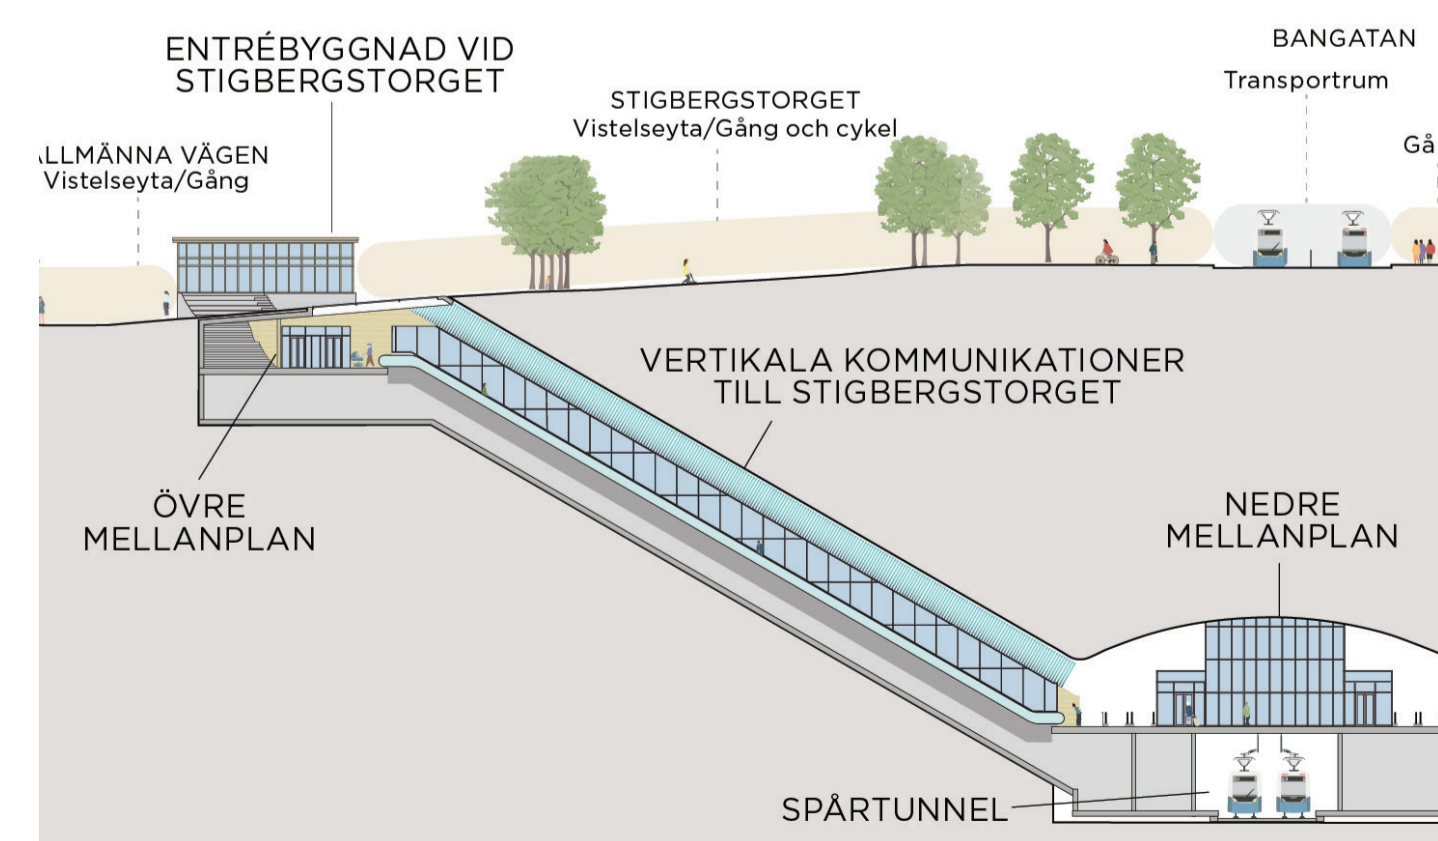 ENTRÉBYGGNAD VID
STIGBERGSTORGET
BANGATAN
Transportrum
STIGBERGSTORGET
Vistelseyta/Gång och cykel
LLMÄNNA VÄGEN
Vistelseyta/Gång
Gå
VERTIKALA KOMMUNIKATIONER
TILL STIGBERGSTORGET
ÖVRE
MELLANPLAN
NEDRE
MELLANPLAN
SPÅRTUNNEL